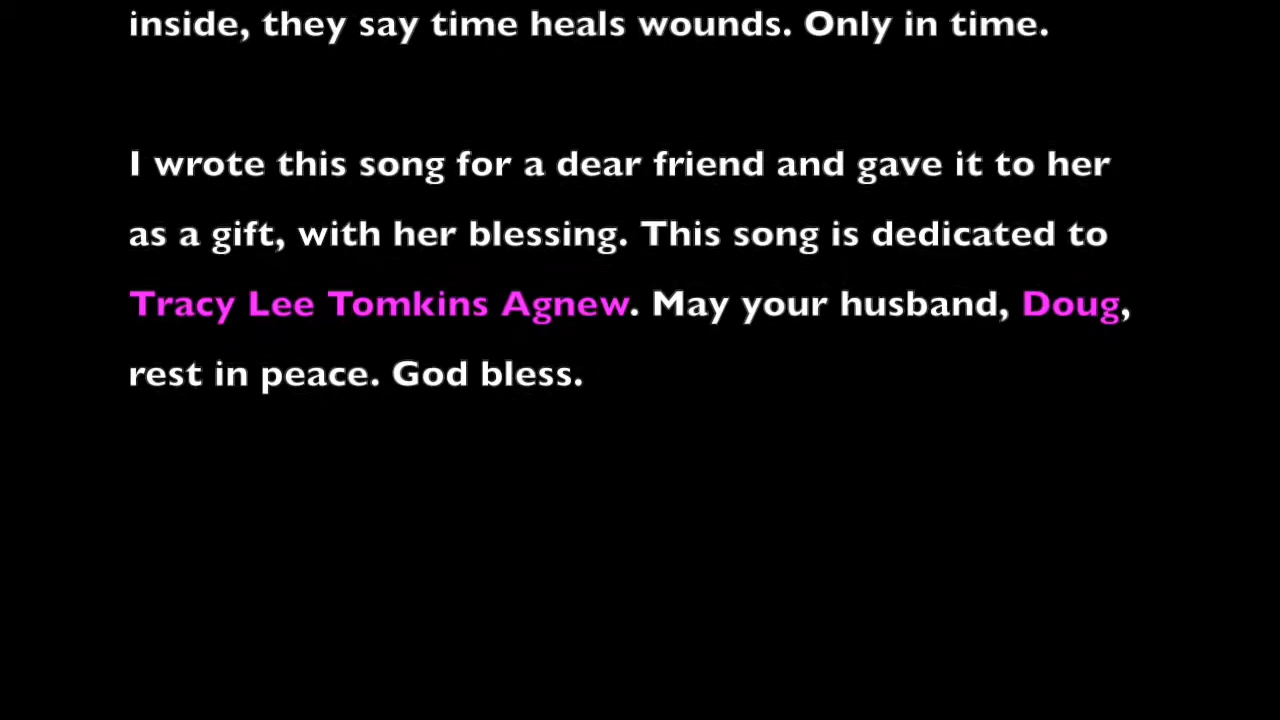 inside, they say time heals wounds. Only in time.
I wrote this song for a dear friend and gave it to her
as a gift, with her blessing. This song is dedicated to
Tracy Lee Tomkins Agnew. May your husband, Doug,
rest in peace. God bless.